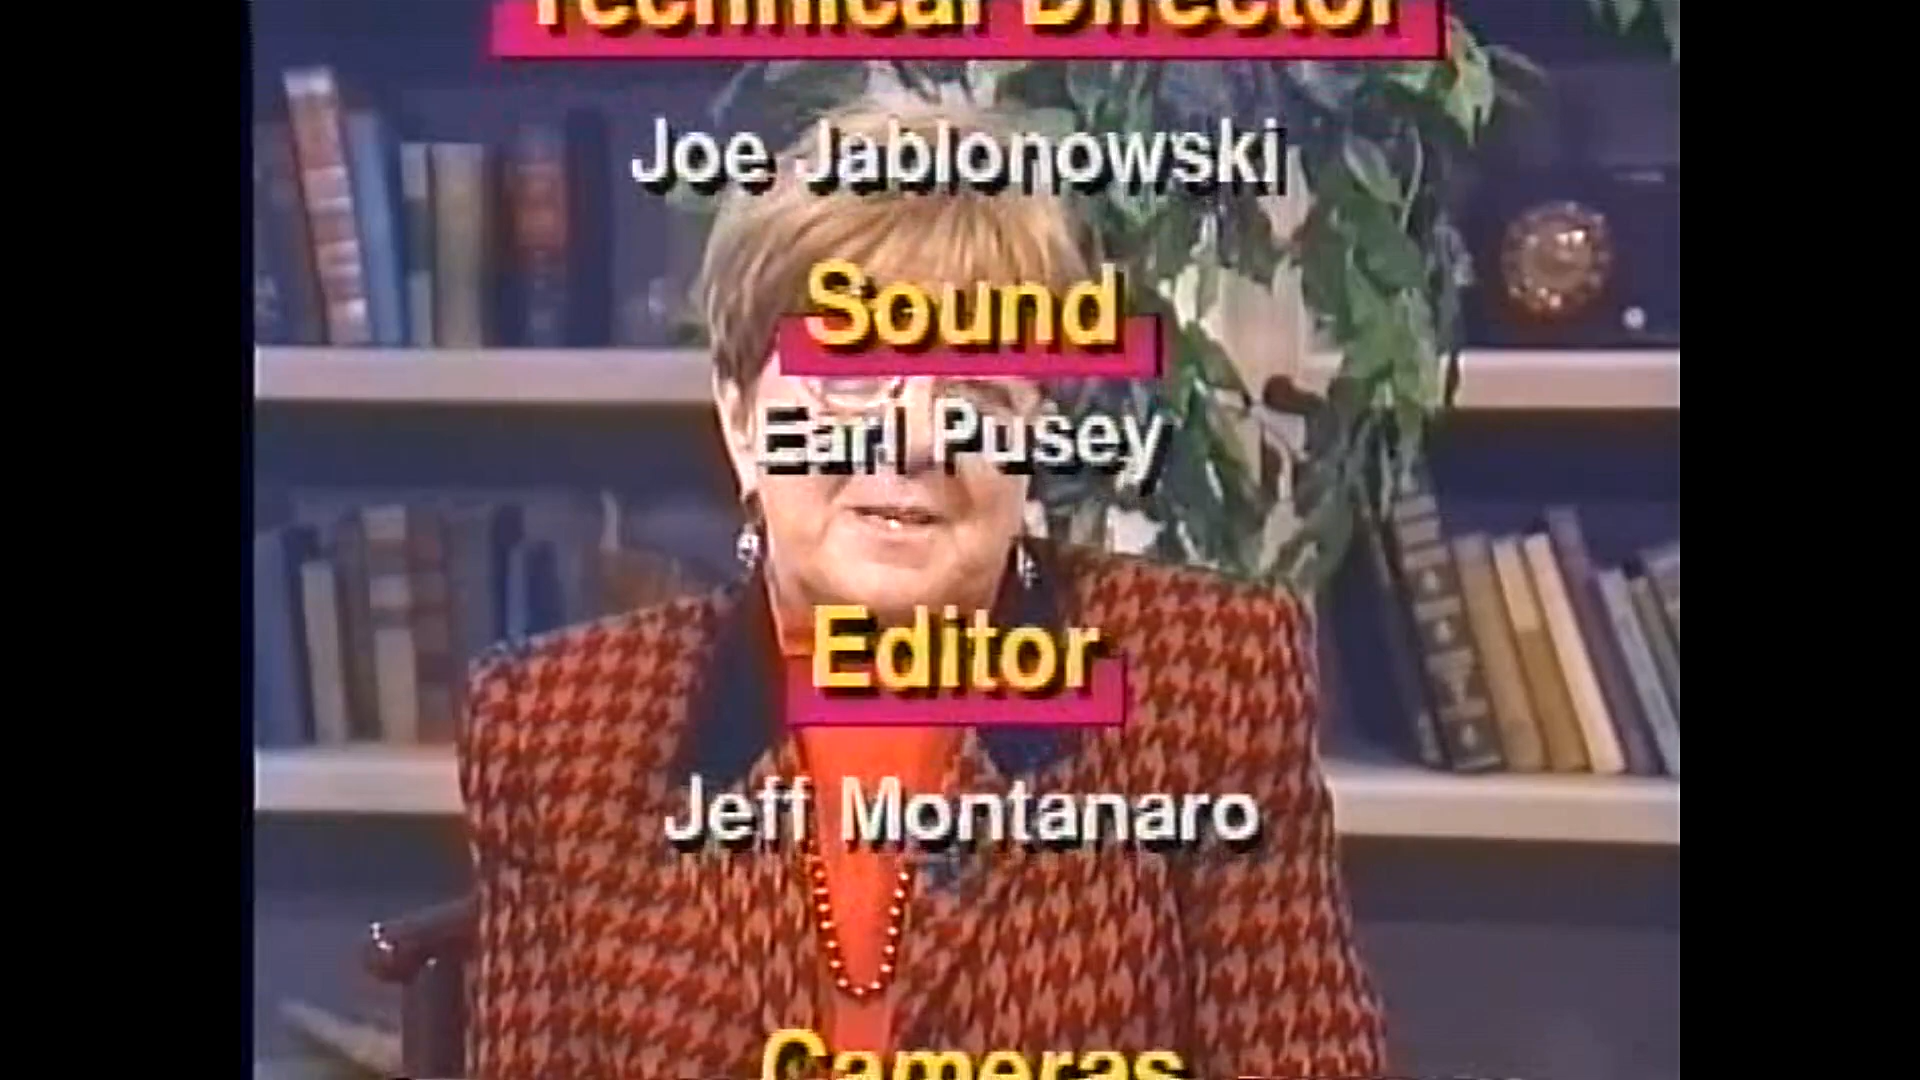 Technical Director
Joe Jablonowski
Sound
Earl Pusey
Editor
Jeff Montanaro
Cameras